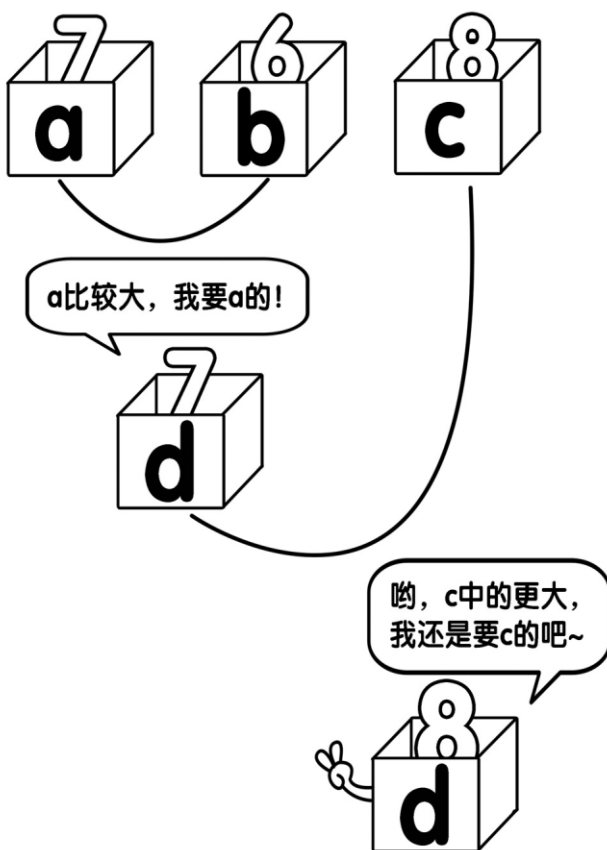 7 6 8
a b c
a比较大，我要a的！
7
d
哟，c中的更大，
我还是要c的吧~
8
d